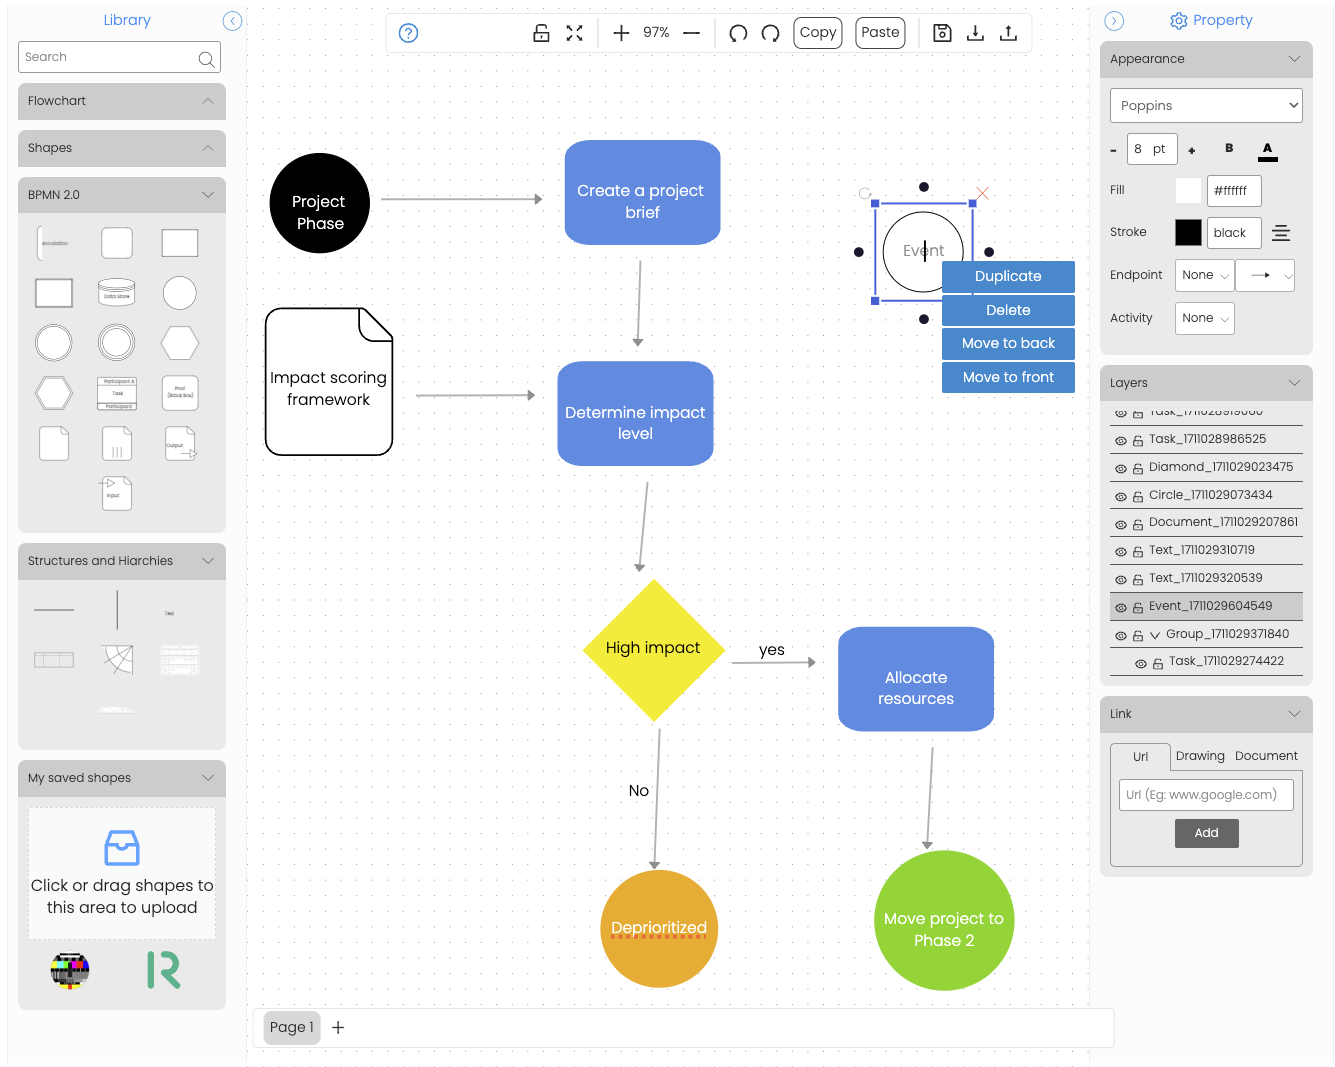 Library
Search
Flowchart
Shapes
BPMN 2.0
Annotation
Data Store
Participant A
Task
Participant
Pool
(Black Box)
Output
Input
Structures and Hiarchies
Text
My saved shapes
Click or drag shapes to
this area to upload
97%
Copy
Paste
Project
Phase
Create a project
brief
Event
Duplicate
Delete
Move to back
Move to front
Impact scoring
framework
Determine impact
level
High impact
yes
Allocate
resources
No
Deprioritized
Move project to
Phase 2
Page 1
Property
Appearance
Poppins
- 8 pt + B A
Fill #ffffff
Stroke black
Endpoint None
Activity None
Layers
Task_1711028986525
Diamond_1711029023475
Circle_1711029073434
Document_1711029207861
Text_1711029310719
Text_1711029320539
Event_1711029604549
Group_1711029371840
Task_1711029274422
Link
Url Drawing Document
Url (Eg: www.google.com)
Add